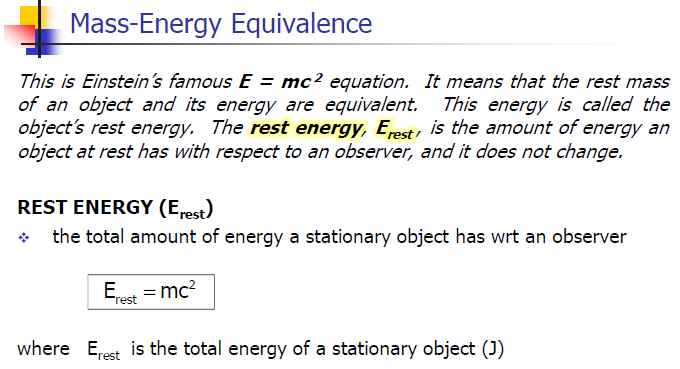 Mass-Energy Equivalence
This is Einstein's famous E = mc² equation. It means that the rest mass
of an object and its energy are equivalent. This energy is called the
object's rest energy. The rest energy, Erest, is the amount of energy an
object at rest has with respect to an observer, and it does not change.
REST ENERGY (Erest)
❖ the total amount of energy a stationary object has wrt an observer
Erest = mc²
where Erest is the total energy of a stationary object (J)